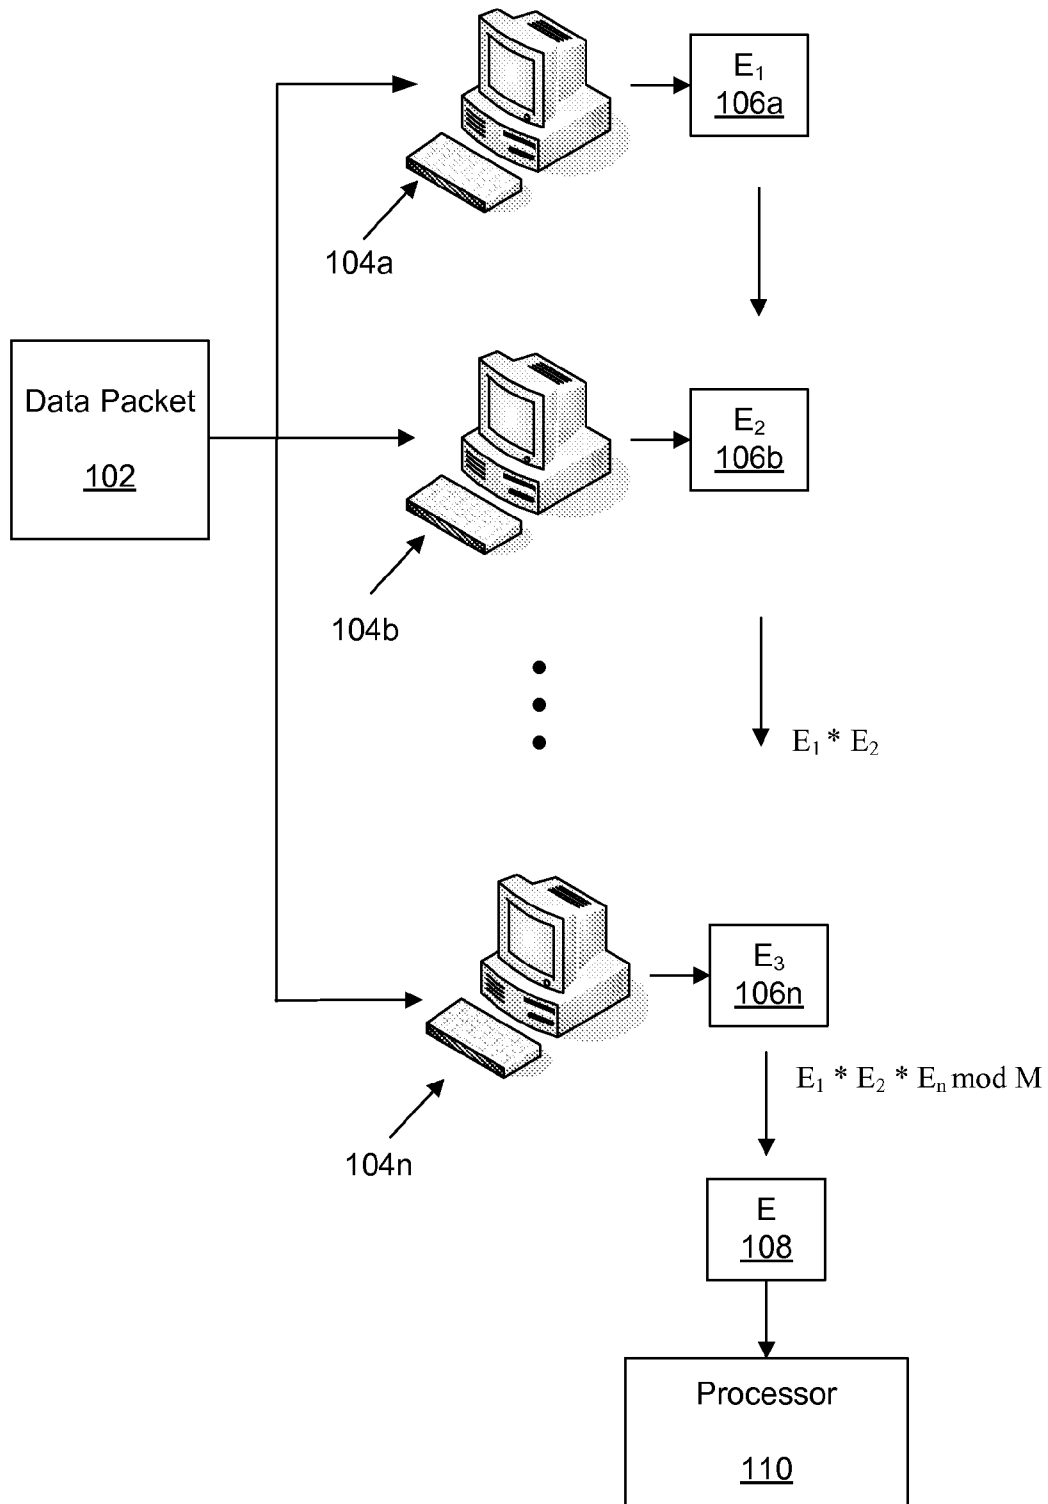 E₁
106a
104a
Data Packet
102
E₂
106b
104b
E₁ * E₂
E₃
106n
E₁ * E₂ * Eₙ mod M
104n
E
108
Processor
110